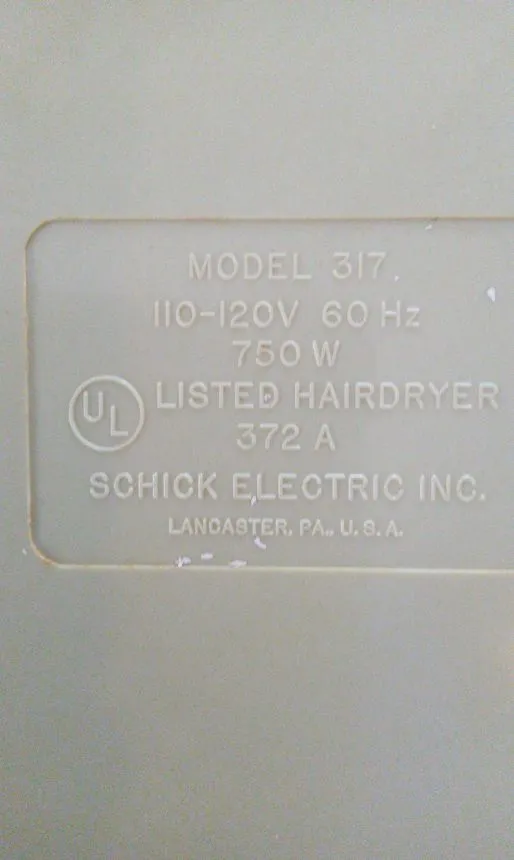 MODEL 317
110-120V 60 Hz
750 W
UL LISTED HAIRDRYER
372 A
SCHICK ELECTRIC INC.
LANCASTER, PA., U.S.A.